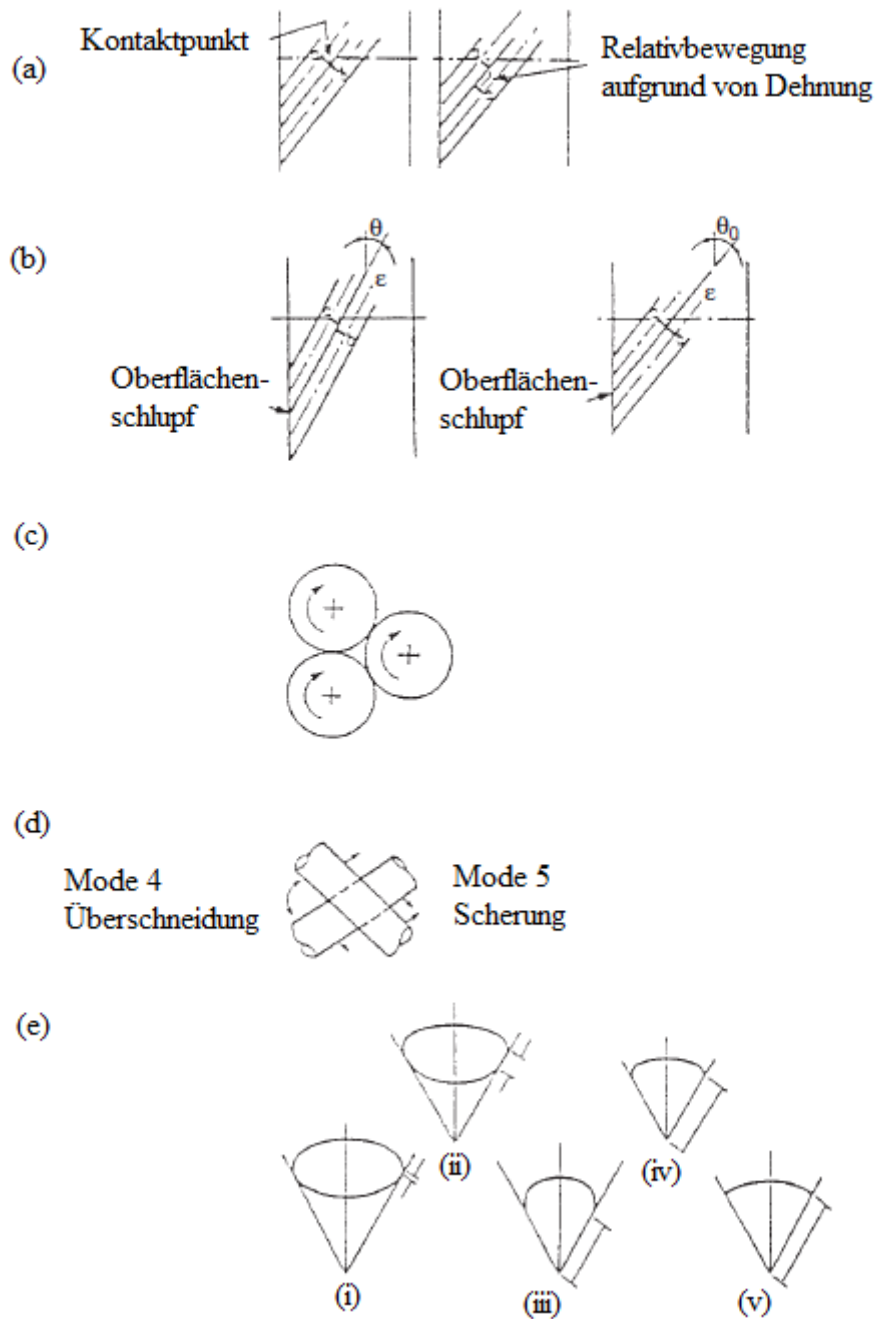 (a)
Kontaktpunkt
Relativbewegung
aufgrund von Dehnung
(b)
θ
ε
Oberflächen-
schlupf
θ0
ε
Oberflächen-
schlupf
(c)
(d)
Mode 4
Überschneidung
Mode 5
Scherung
(e)
(i)
(ii)
(iii)
(iv)
(v)